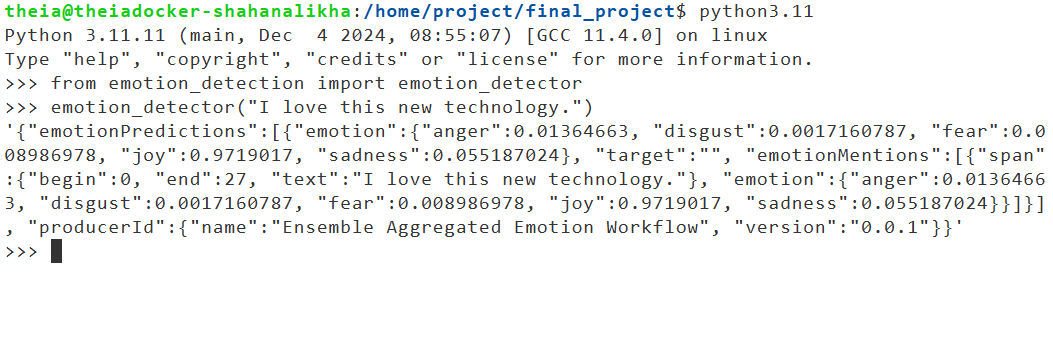 theia@theiadocker-shahanalikha:/home/project/final_project$ python3.11
Python 3.11.11 (main, Dec  4 2024, 08:55:07) [GCC 11.4.0] on linux
Type "help", "copyright", "credits" or "license" for more information.
>>> from emotion_detection import emotion_detector
>>> emotion_detector("I love this new technology.")
'{"emotionPredictions":[{"emotion":{"anger":0.01364663, "disgust":0.0017160787, "fear":0.0
08986978, "joy":0.9719017, "sadness":0.055187024}, "target":"", "emotionMentions":[{"span"
:{"begin":0, "end":27, "text":"I love this new technology."}, "emotion":{"anger":0.0136466
3, "disgust":0.0017160787, "fear":0.008986978, "joy":0.9719017, "sadness":0.055187024}}]}]
, "producerId":{"name":"Ensemble Aggregated Emotion Workflow", "version":"0.0.1"}}'
>>>